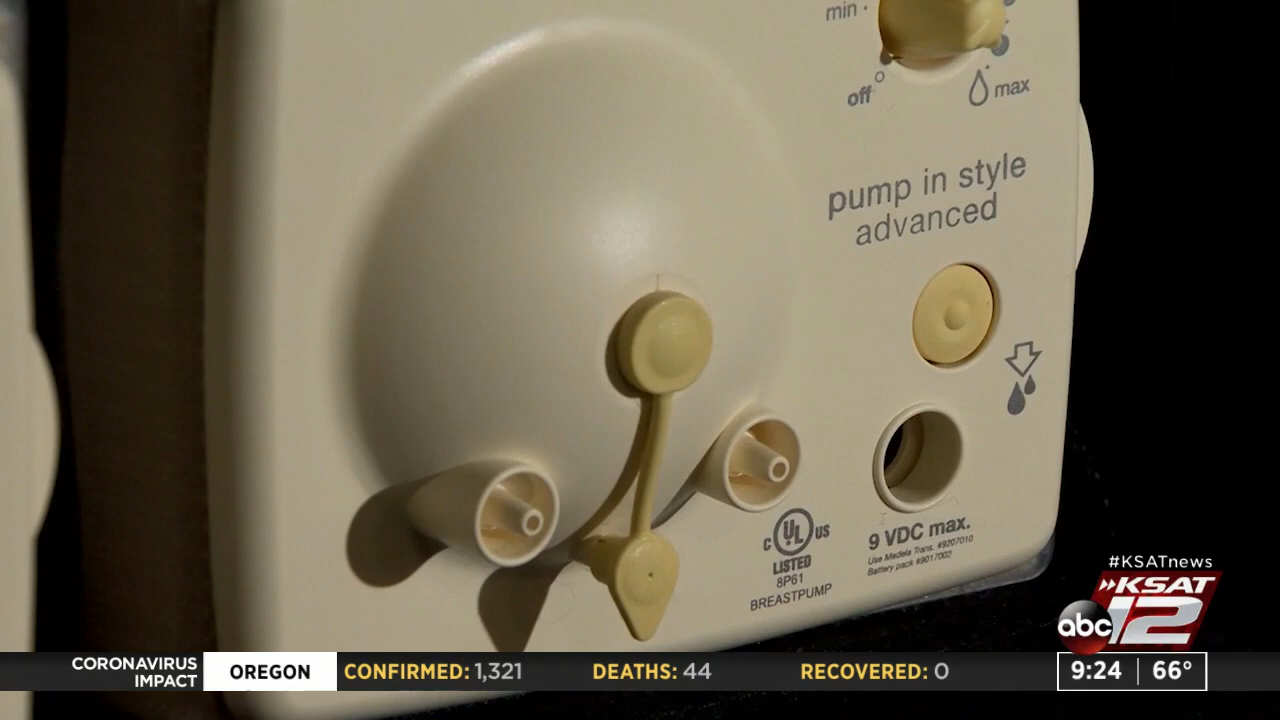 min
off
max
pump in style
advanced
C UL US
LISTED
8P61
BREASTPUMP
9 VDC max.
Use Medela Trans. #9207010
Battery pack #9017002
#KSATnews
KSAT
abc 12
CORONAVIRUS
IMPACT
OREGON
CONFIRMED: 1,321
DEATHS: 44
RECOVERED: 0
9:24
66°